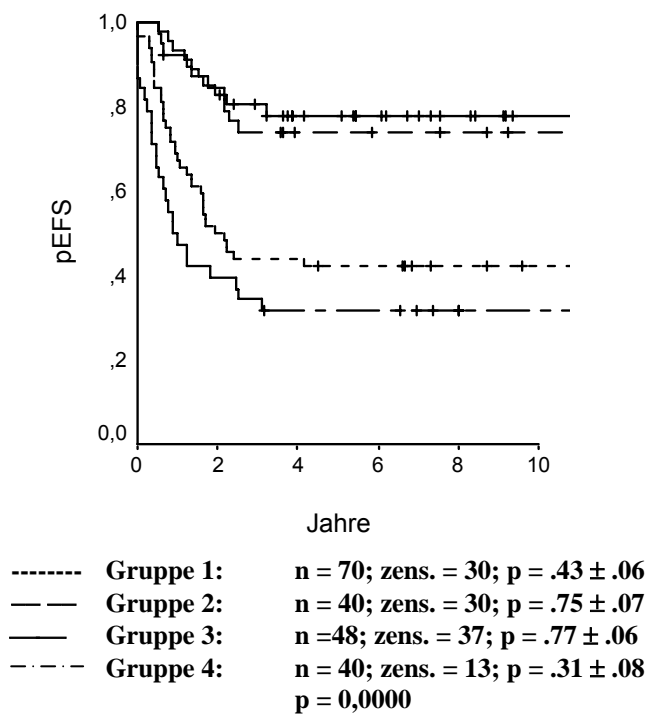 1,0
,8
,6
,4
,2
0,0
pEFS
0 2 4 6 8 10
Jahre
Gruppe 1: n = 70; zens. = 30; p = .43 ± .06
Gruppe 2: n = 40; zens. = 30; p = .75 ± .07
Gruppe 3: n =48; zens. = 37; p = .77 ± .06
Gruppe 4: n = 40; zens. = 13; p = .31 ± .08
p = 0,0000